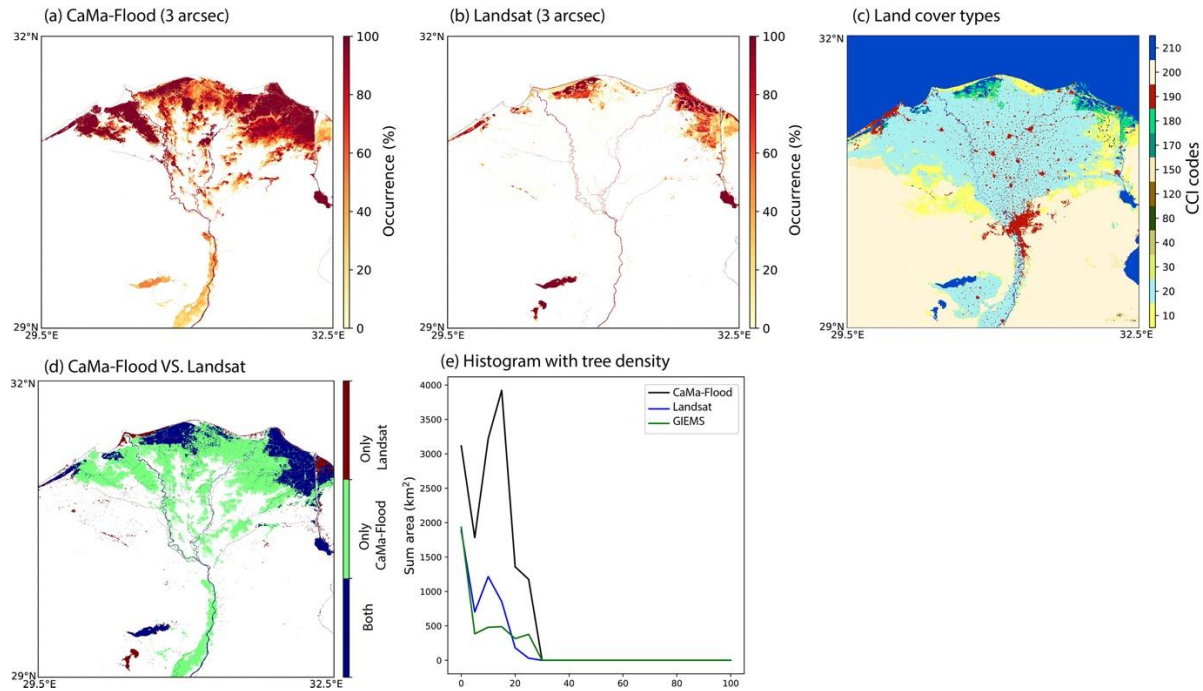 (a) CaMa-Flood (3 arcsec)
32°N
29°N
29.5°E
32.5°E
100
80
60
40
20
0
Occurrence (%)
(b) Landsat (3 arcsec)
32°N
29°N
29.5°E
32.5°E
100
80
60
40
20
0
Occurrence (%)
(c) Land cover types
32°N
29°N
29.5°E
32.5°E
210
200
190
180
170
150
120
80
40
30
20
10
CCI codes
(d) CaMa-Flood VS. Landsat
32°N
29°N
29.5°E
32.5°E
Only
Landsat
Only
CaMa-Flood
Both
(e) Histogram with tree density
CaMa-Flood
Landsat
GIEMS
4000
3500
3000
2500
2000
1500
1000
500
0
Sum area (km²)
0
20
40
60
80
100